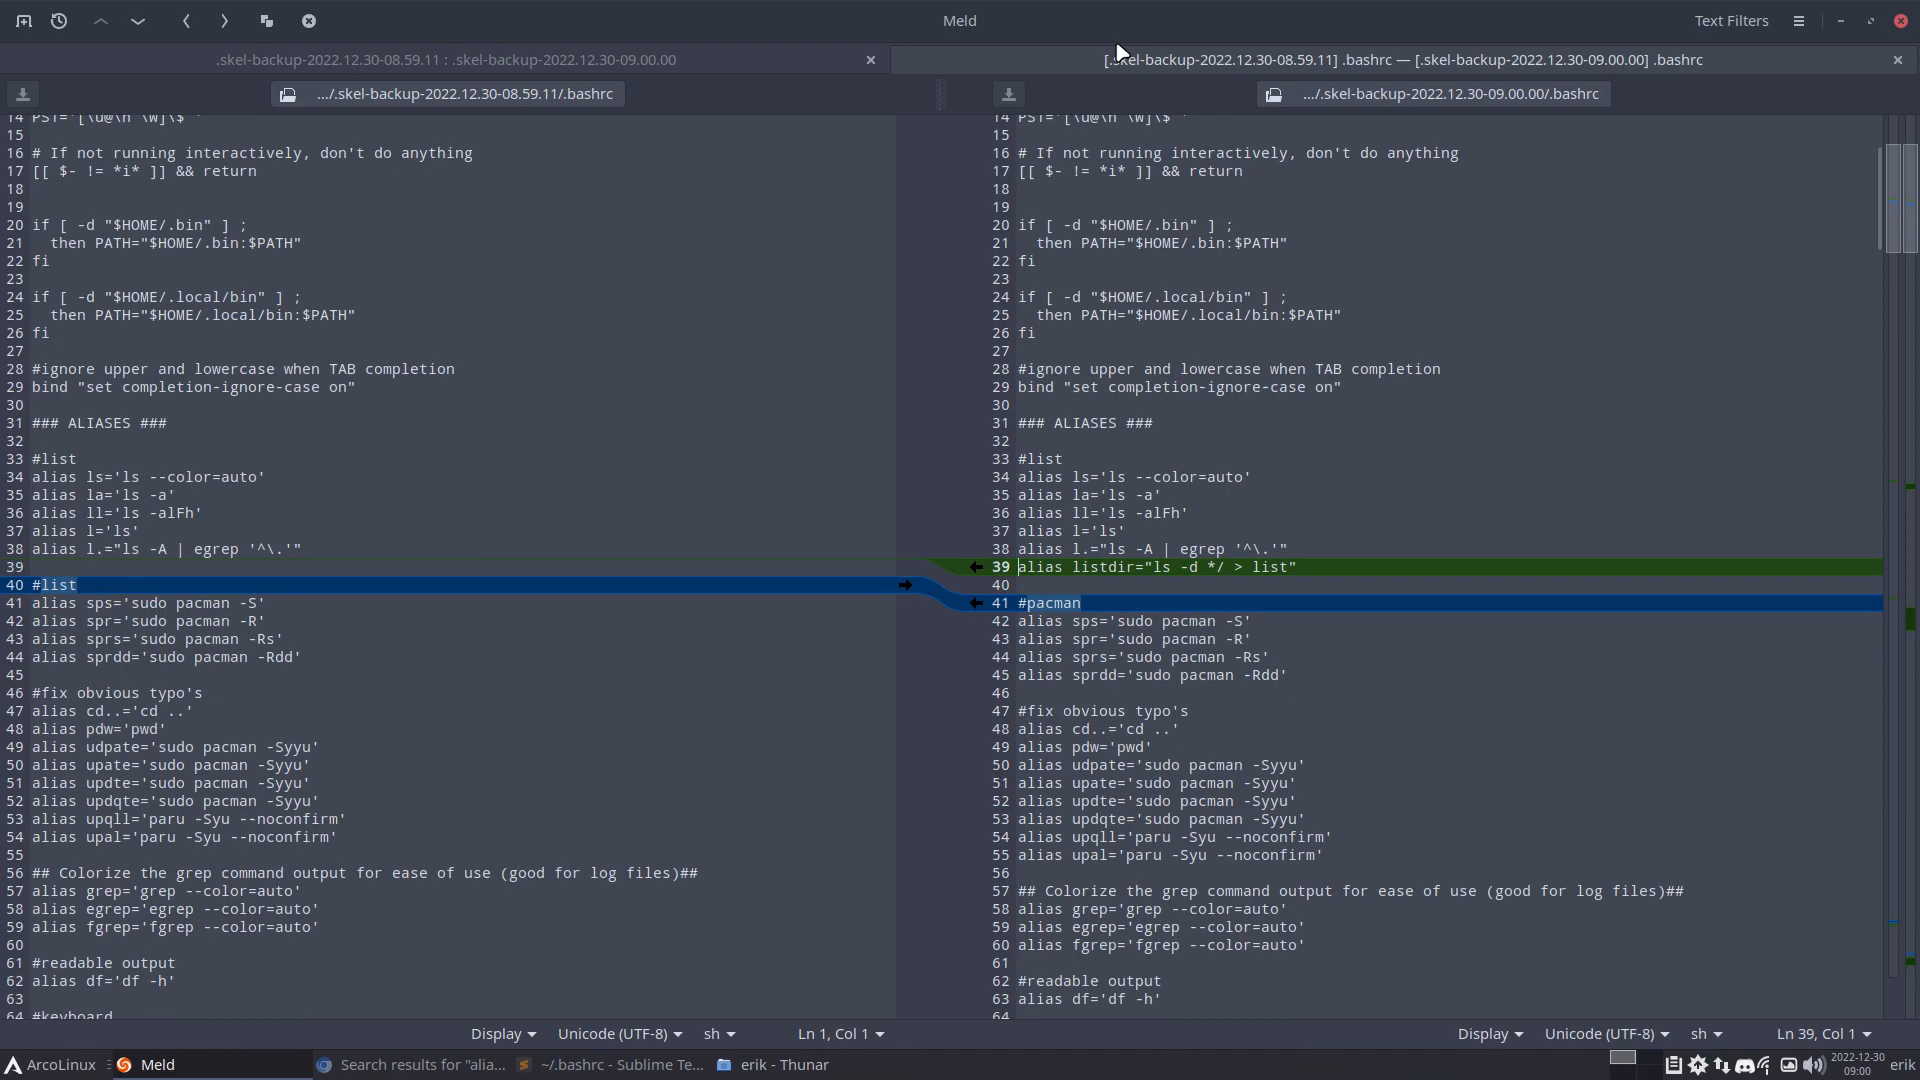 Meld
Text Filters
.skel-backup-2022.12.30-08.59.11 : .skel-backup-2022.12.30-09.00.00
[.skel-backup-2022.12.30-08.59.11] .bashrc — [.skel-backup-2022.12.30-09.00.00] .bashrc
.../.skel-backup-2022.12.30-08.59.11/.bashrc
.../.skel-backup-2022.12.30-09.00.00/.bashrc
14 PS1='[\u@\h \W]\$ '
15
16 # If not running interactively, don't do anything
17 [[ $- != *i* ]] && return
18
19
20 if [ -d "$HOME/.bin" ] ;
21   then PATH="$HOME/.bin:$PATH"
22 fi
23
24 if [ -d "$HOME/.local/bin" ] ;
25   then PATH="$HOME/.local/bin:$PATH"
26 fi
27
28 #ignore upper and lowercase when TAB completion
29 bind "set completion-ignore-case on"
30
31 ### ALIASES ###
32
33 #list
34 alias ls='ls --color=auto'
35 alias la='ls -a'
36 alias ll='ls -alFh'
37 alias l='ls'
38 alias l.="ls -A | egrep '^\.'"
39
40 #list
41 alias sps='sudo pacman -S'
42 alias spr='sudo pacman -R'
43 alias sprs='sudo pacman -Rs'
44 alias sprdd='sudo pacman -Rdd'
45
46 #fix obvious typo's
47 alias cd..='cd ..'
48 alias pdw='pwd'
49 alias udpate='sudo pacman -Syyu'
50 alias upate='sudo pacman -Syyu'
51 alias updte='sudo pacman -Syyu'
52 alias updqte='sudo pacman -Syyu'
53 alias upqll='paru -Syu --noconfirm'
54 alias upal='paru -Syu --noconfirm'
55
56 ## Colorize the grep command output for ease of use (good for log files)##
57 alias grep='grep --color=auto'
58 alias egrep='egrep --color=auto'
59 alias fgrep='fgrep --color=auto'
60
61 #readable output
62 alias df='df -h'
63
64 #keyboard
14 PS1='[\u@\h \W]\$ '
15
16 # If not running interactively, don't do anything
17 [[ $- != *i* ]] && return
18
19
20 if [ -d "$HOME/.bin" ] ;
21   then PATH="$HOME/.bin:$PATH"
22 fi
23
24 if [ -d "$HOME/.local/bin" ] ;
25   then PATH="$HOME/.local/bin:$PATH"
26 fi
27
28 #ignore upper and lowercase when TAB completion
29 bind "set completion-ignore-case on"
30
31 ### ALIASES ###
32
33 #list
34 alias ls='ls --color=auto'
35 alias la='ls -a'
36 alias ll='ls -alFh'
37 alias l='ls'
38 alias l.="ls -A | egrep '^\.'"
39 alias listdir="ls -d */ > list"
40
41 #pacman
42 alias sps='sudo pacman -S'
43 alias spr='sudo pacman -R'
44 alias sprs='sudo pacman -Rs'
45 alias sprdd='sudo pacman -Rdd'
46
47 #fix obvious typo's
48 alias cd..='cd ..'
49 alias pdw='pwd'
50 alias udpate='sudo pacman -Syyu'
51 alias upate='sudo pacman -Syyu'
52 alias updte='sudo pacman -Syyu'
53 alias updqte='sudo pacman -Syyu'
54 alias upqll='paru -Syu --noconfirm'
55 alias upal='paru -Syu --noconfirm'
56
57 ## Colorize the grep command output for ease of use (good for log files)##
58 alias grep='grep --color=auto'
59 alias egrep='egrep --color=auto'
60 alias fgrep='fgrep --color=auto'
61
62 #readable output
63 alias df='df -h'
64
Display Unicode (UTF-8) sh Ln 1, Col 1
Display Unicode (UTF-8) sh Ln 39, Col 1
ArcoLinux
Meld
Search results for "alia...
~/.bashrc - Sublime Te...
erik - Thunar
2022-12-30
09:00
erik